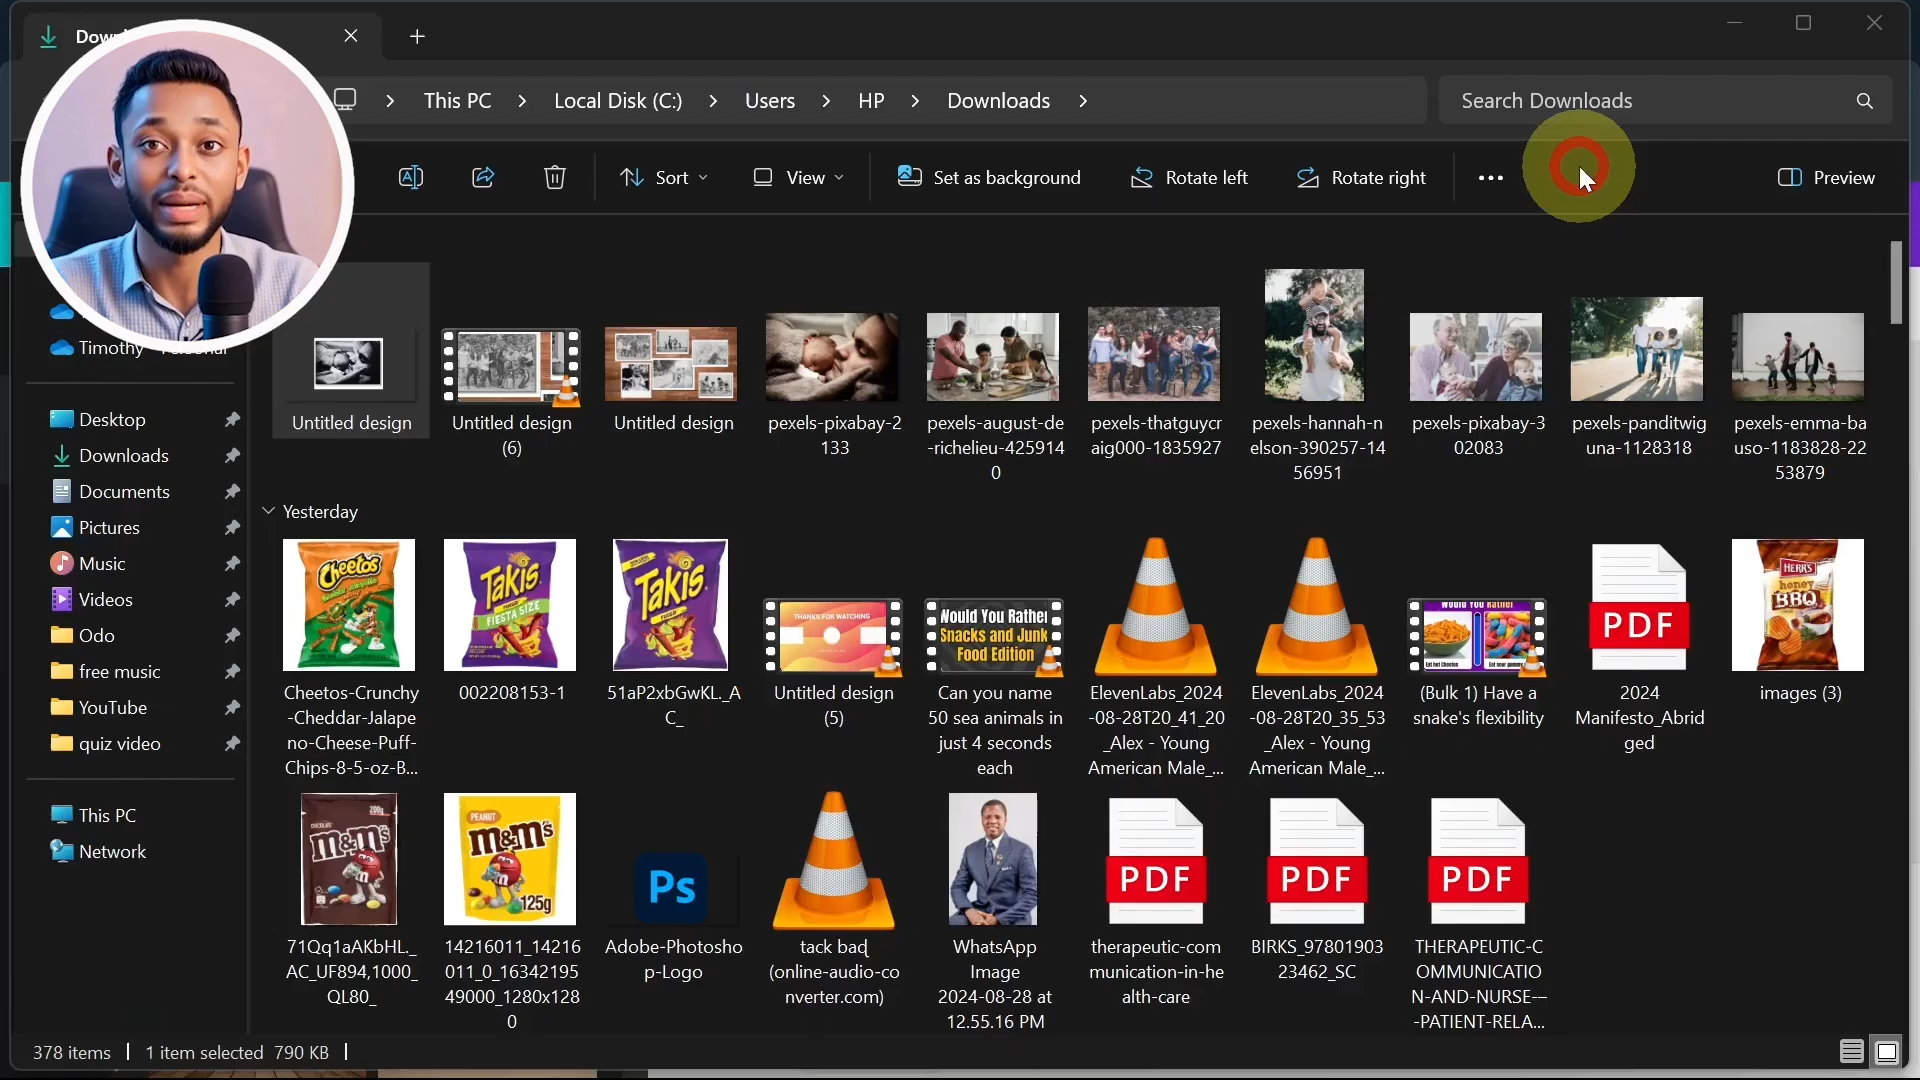 This PC
Local Disk (C:)
Users
HP
Downloads
Search Downloads
Sort
View
Set as background
Rotate left
Rotate right
Preview
Timothy
Desktop
Downloads
Documents
Pictures
Music
Videos
Odo
free music
YouTube
quiz video
This PC
Network
Untitled design
Untitled design
(6)
Untitled design
pexels-pixabay-2
133
pexels-august-de
-richelieu-425914
0
pexels-thatguycr
aig000-1835927
pexels-hannah-n
elson-390257-14
56951
pexels-pixabay-3
02083
pexels-panditwig
una-1128318
pexels-emma-ba
uso-1183828-22
53879
Yesterday
Cheetos
Takis
FIESTA SIZE
Takis
THANKS FOR WATCHING
Would You Rather
Snacks and Junk
Food Edition
WOULD YOU Rather
PDF
HERR'S
honey
BBQ
Cheetos-Crunchy
-Cheddar-Jalape
no-Cheese-Puff-
Chips-8-5-oz-B...
002208153-1
51aP2xbGwKL._A
C_
Untitled design
(5)
Can you name
50 sea animals in
just 4 seconds
each
ElevenLabs_2024
-08-28T20_41_20
_Alex - Young
American Male_...
ElevenLabs_2024
-08-28T20_35_53
_Alex - Young
American Male_...
(Bulk 1) Have a
snake's flexibility
2024
Manifesto_Abrid
ged
images (3)
m&m's
PEANUT
m&m's
125g
Ps
PDF
PDF
PDF
71Qq1aAKbHL._
AC_UF894,1000_
QL80_
14216011_14216
011_0_16342195
49000_1280x128
0
Adobe-Photosho
p-Logo
tack bad
(online-audio-co
nverter.com)
WhatsApp
Image
2024-08-28 at
12.55.16 PM
therapeutic-com
munication-in-he
alth-care
BIRKS_97801903
23462_SC
THERAPEUTIC-C
OMMUNICATIO
N-AND-NURSE-–
-PATIENT-RELA...
378 items
1 item selected 790 KB